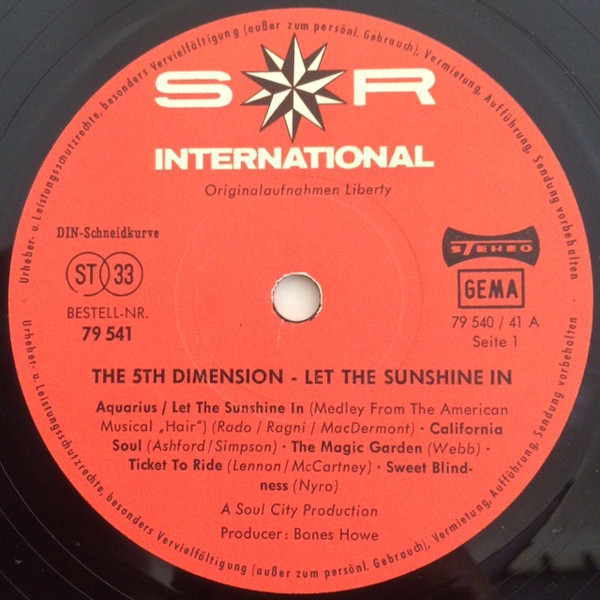 Urheber- u. Leistungsschutzrechte, besonders Vervielfältigung (außer zum persönl. Gebrauch), Vermietung, Aufführung, Sendung vorbehalten
S R
INTERNATIONAL
Originalaufnahmen Liberty
DIN-Schneidkurve
ST 33
BESTELL-NR.
79 541
STEREO
GEMA
79 540 / 41 A
Seite 1
THE 5TH DIMENSION - LET THE SUNSHINE IN
Aquarius / Let The Sunshine In (Medley From The American
Musical „Hair") (Rado / Ragni / MacDermont) · California
Soul (Ashford / Simpson) · The Magic Garden (Webb) ·
Ticket To Ride (Lennon / McCartney) · Sweet Blind-
ness (Nyro)
A Soul City Production
Producer: Bones Howe
Urheber- u. Leistungsschutzrechte, besonders Vervielfältigung (außer zum persönl. Gebrauch), Vermietung, Aufführung, Sendung vorbehalten